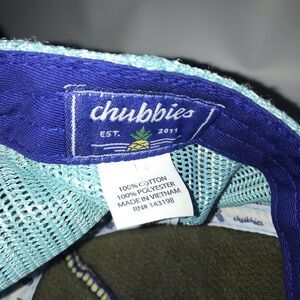 chubbies
EST. 2011
100% COTTON
100% POLYESTER
MADE IN VIETNAM
RN# 143198
chubbies